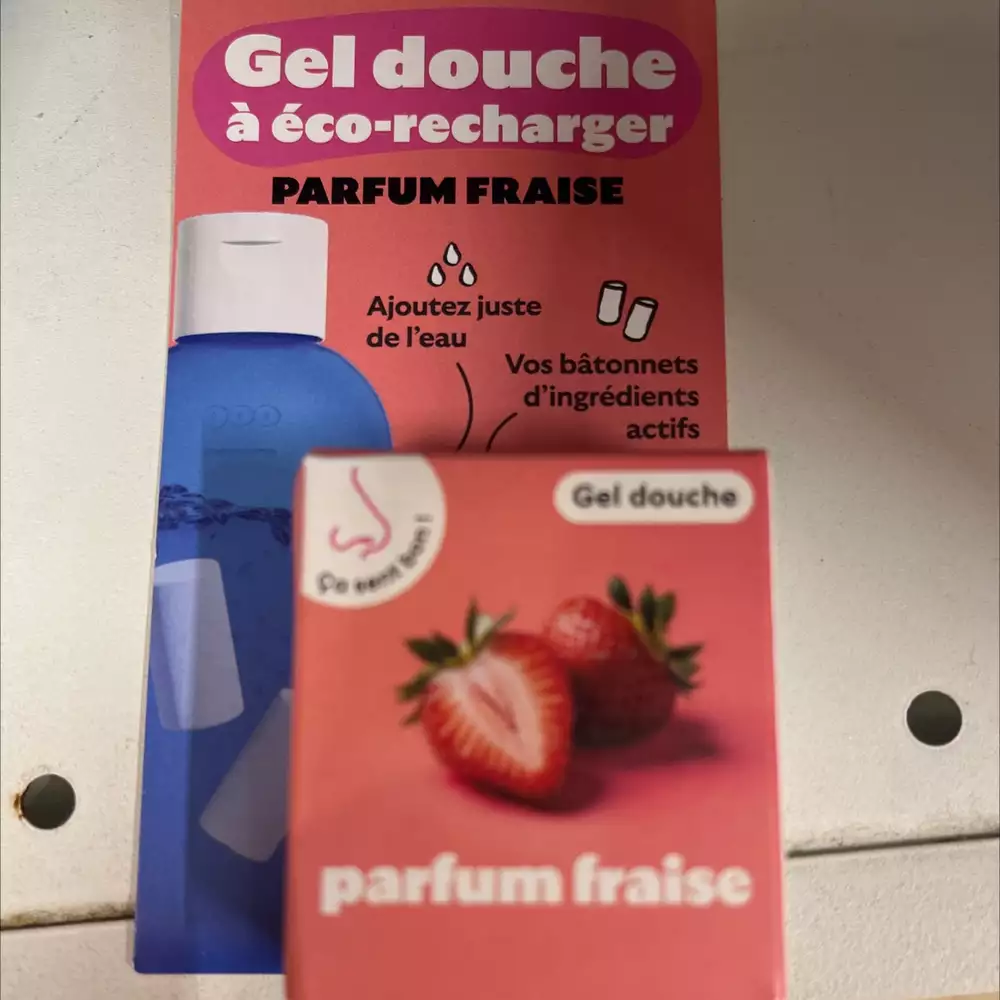 Gel douche
à éco-recharger
PARFUM FRAISE
Ajoutez juste
de l'eau
Vos bâtonnets
d'ingrédients
actifs
Gel douche
Ça sent bon !
parfum fraise